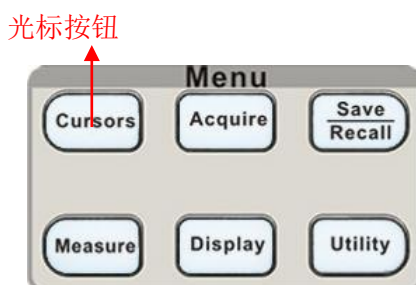 光标按钮
Menu
Cursors
Acquire
Save
Recall
Measure
Display
Utility